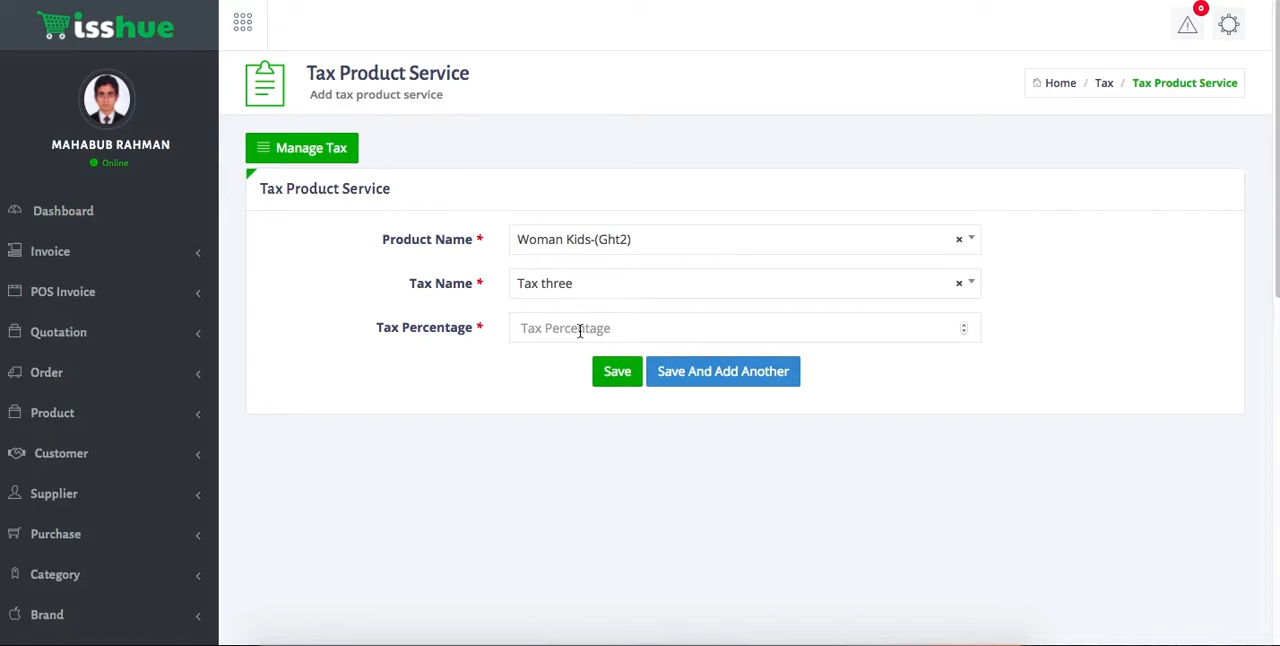 isshue
0
Tax Product Service
Add tax product service
Home / Tax / Tax Product Service
MAHABUB RAHMAN
Online
Manage Tax
Tax Product Service
Dashboard
Invoice
POS Invoice
Quotation
Order
Product
Customer
Supplier
Purchase
Category
Brand
Product Name *
Woman Kids-(Ght2)
× 
Tax Name *
Tax three
×
Tax Percentage *
Tax Percentage
Save
Save And Add Another